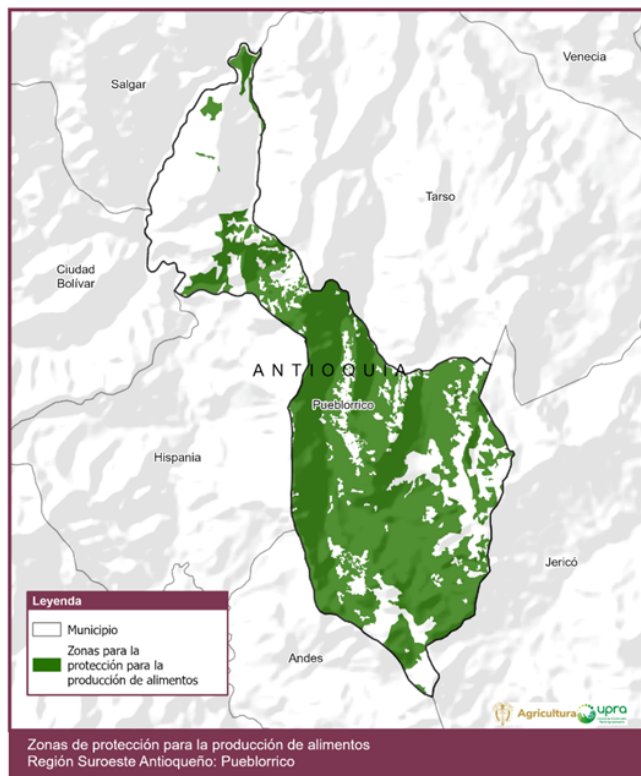 Venecia
Salgar
Tarso
Ciudad
Bolívar
ANTIOQUIA
Pueblorrico
Hispania
Jericó
Andes
Leyenda
Municipio
Zonas para la
protección para la
producción de alimentos
Agricultura
upra
Zonas de protección para la producción de alimentos
Región Suroeste Antioqueño: Pueblorrico